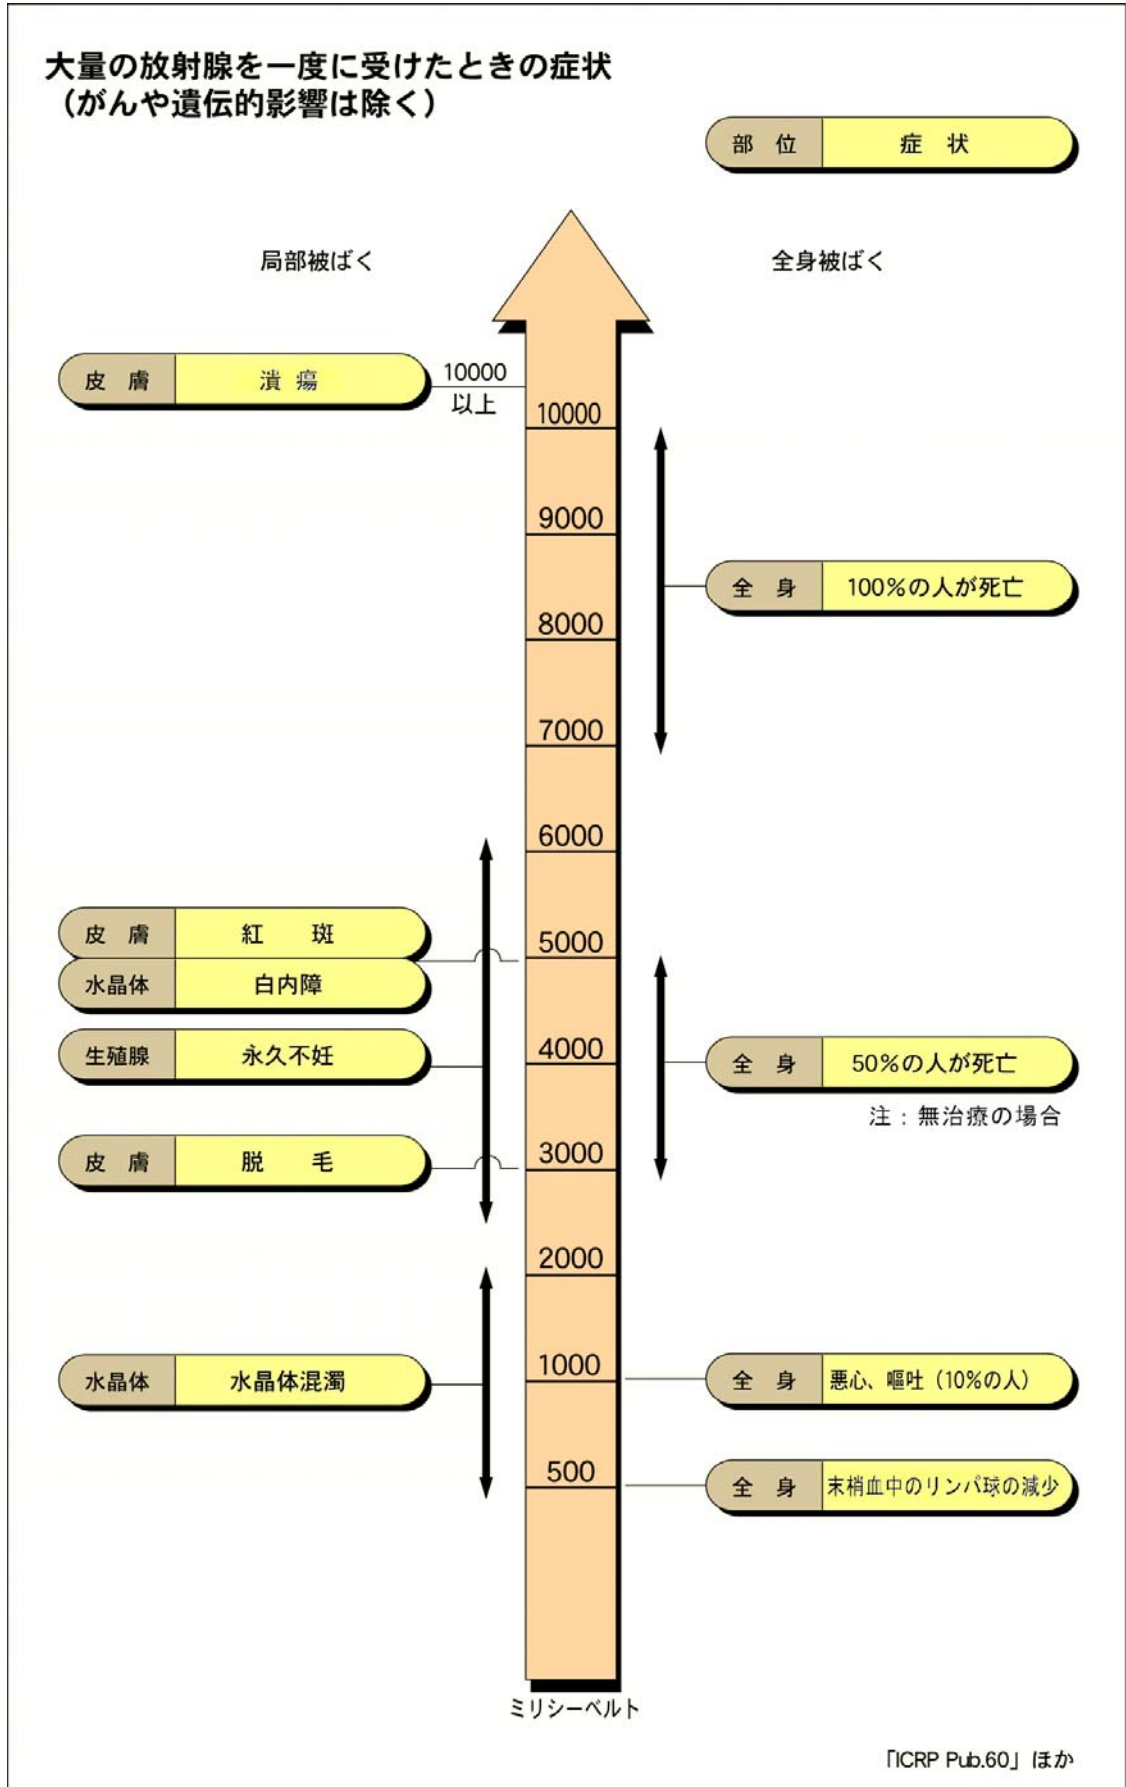 大量の放射腺を一度に受けたときの症状
（がんや遺伝的影響は除く）
部位 症状
局部被ばく 全身被ばく
皮膚 潰瘍 10000
以上
10000
9000
全身 100%の人が死亡
8000
7000
6000
皮膚 紅斑
5000
水晶体 白内障
生殖腺 永久不妊
4000
全身 50%の人が死亡
注：無治療の場合
皮膚 脱毛
3000
2000
1000
水晶体 水晶体混濁
全身 悪心、嘔吐（10%の人）
500
全身 末梢血中のリンパ球の減少
ミリシーベルト
「ICRP Pub.60」ほか